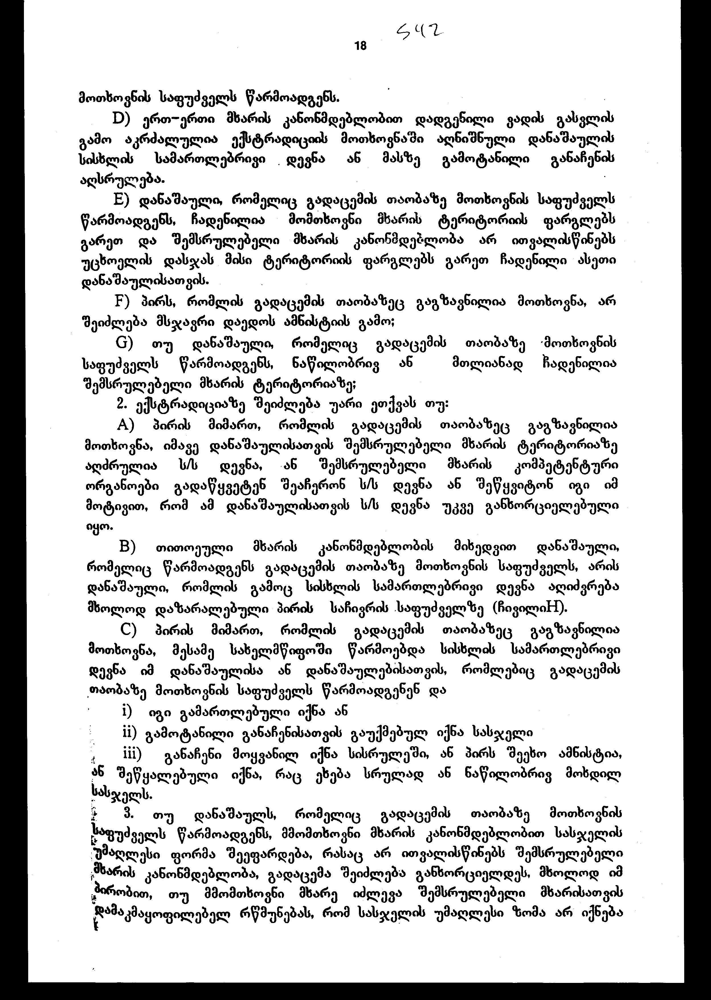 542
18
მოთხოვნის საფუძველს წარმოადგენს.
D) ერთ-ერთი მხარის კანონმდებლობით დადგენილი ვადის გასვლის
გამო აკრძალულია ექსტრადიციის მოთხოვნაში აღნიშნული დანაშაულის
სისხლის სამართლებრივი დევნა ან მასზე გამოტანილი განაჩენის
აღსრულება.
E) დანაშაული, რომელიც გადაცემის თაობაზე მოთხოვნის საფუძველს
წარმოადგენს, ჩადენილია მომთხოვნი მხარის ტერიტორიის ფარგლებს
გარეთ და შემსრულებელი მხარის კანონმდებლობა არ ითვალისწინებს
უცხოელის დასჯას მისი ტერიტორიის ფარგლებს გარეთ ჩადენილი ასეთი
დანაშაულისათვის.
F) პირს, რომლის გადაცემის თაობაზეც გაგზავნილია მოთხოვნა, არ
შეიძლება მსჯავრი დაედოს ამნისტიის გამო;
G) თუ დანაშაული, რომელიც გადაცემის თაობაზე მოთხოვნის
საფუძველს წარმოადგენს, ნაწილობრივ ან მთლიანად ჩადენილია
შემსრულებელი მხარის ტერიტორიაზე;
2. ექსტრადიციაზე შეიძლება უარი ეთქვას თუ:
A) პირის მიმართ, რომლის გადაცემის თაობაზეც გაგზავნილია
მოთხოვნა, იმავე დანაშაულისათვის შემსრულებელი მხარის ტერიტორიაზე
აღძრულია ს/ს დევნა, ან შემსრულებელი მხარის კომპეტენტური
ორგანოები გადაწყვეტენ შეაჩერონ ს/ს დევნა ან შეწყვიტონ იგი იმ
მოტივით, რომ ამ დანაშაულისათვის ს/ს დევნა უკვე განხორციელებული
იყო.
B) თითოეული მხარის კანონმდებლობის მიხედვით დანაშაული,
რომელიც წარმოადგენს გადაცემის თაობაზე მოთხოვნის საფუძველს, არის
დანაშაული, რომლის გამოც სისხლის სამართლებრივი დევნა აღიძვრება
მხოლოდ დაზარალებული პირის საჩივრის საფუძველზე (ჩივილიH).
C) პირის მიმართ, რომლის გადაცემის თაობაზეც გაგზავნილია
მოთხოვნა, მესამე სახელმწიფოში წარმოებდა სისხლის სამართლებრივი
დევნა იმ დანაშაულისა ან დანაშაულებისათვის, რომლებიც გადაცემის
თაობაზე მოთხოვნის საფუძველს წარმოადგენენ და
i) იგი გამართლებული იქნა ან
ii) გამოტანილი განაჩენისათვის გაუქმებულ იქნა სასჯელი
iii) განაჩენი მოყვანილ იქნა სისრულეში, ან პირს შეეხო ამნისტია,
ან შეწყალებული იქნა, რაც ეხება სრულად ან ნაწილობრივ მოხდილ
სასჯელს.
3. თუ დანაშაულს, რომელიც გადაცემის თაობაზე მოთხოვნის
საფუძველს წარმოადგენს, მმომთხოვნი მხარის კანონმდებლობით სასჯელის
უმაღლესი ფორმა შეეფარდება, რასაც არ ითვალისწინებს შემსრულებელი
მხარის კანონმდებლობა, გადაცემა შეიძლება განხორციელდეს, მხოლოდ იმ
პირობით, თუ მმომთხოვნი მხარე იძლევა შემსრულებელი მხარისათვის
დამაკმაყოფილებელ რწმუნებას, რომ სასჯელის უმაღლესი ზომა არ იქნება